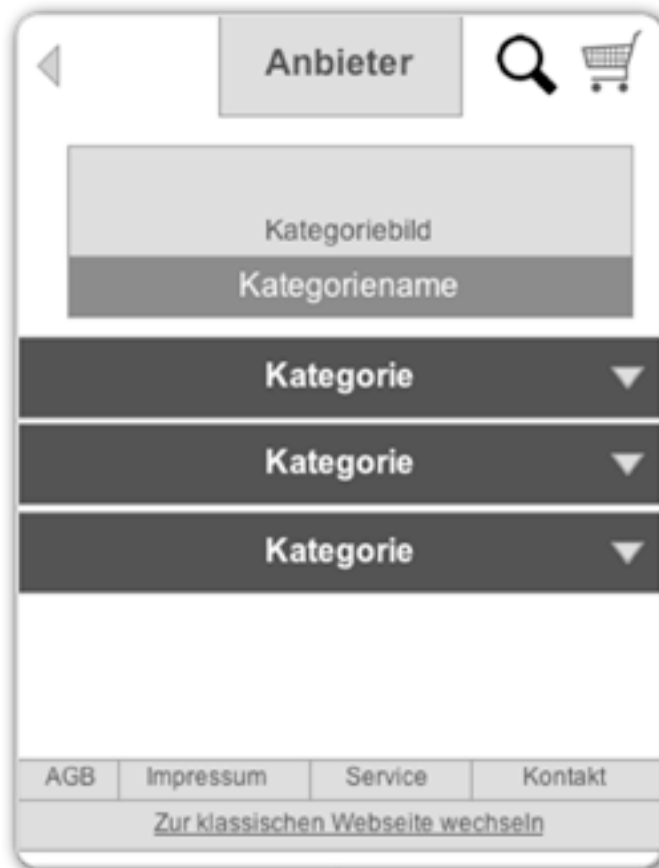 Anbieter
Kategoriebild
Kategoriename
Kategorie
Kategorie
Kategorie
AGB Impressum Service Kontakt
Zur klassischen Webseite wechseln